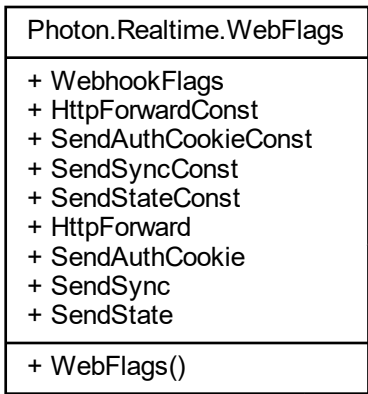 Photon.Realtime.WebFlags
+ WebhookFlags
+ HttpForwardConst
+ SendAuthCookieConst
+ SendSyncConst
+ SendStateConst
+ HttpForward
+ SendAuthCookie
+ SendSync
+ SendState
+ WebFlags()